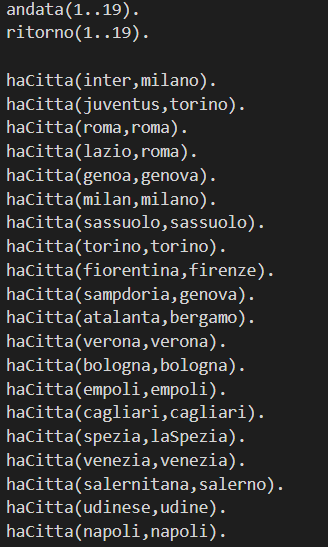 andata(1..19).
ritorno(1..19).

haCitta(inter,milano).
haCitta(juventus,torino).
haCitta(roma,roma).
haCitta(lazio,roma).
haCitta(genoa,genova).
haCitta(milan,milano).
haCitta(sassuolo,sassuolo).
haCitta(torino,torino).
haCitta(fiorentina,firenze).
haCitta(sampdoria,genova).
haCitta(atalanta,bergamo).
haCitta(verona,verona).
haCitta(bologna,bologna).
haCitta(empoli,empoli).
haCitta(cagliari,cagliari).
haCitta(spezia,laSpezia).
haCitta(venezia,venezia).
haCitta(salernitana,salerno).
haCitta(udinese,udine).
haCitta(napoli,napoli).